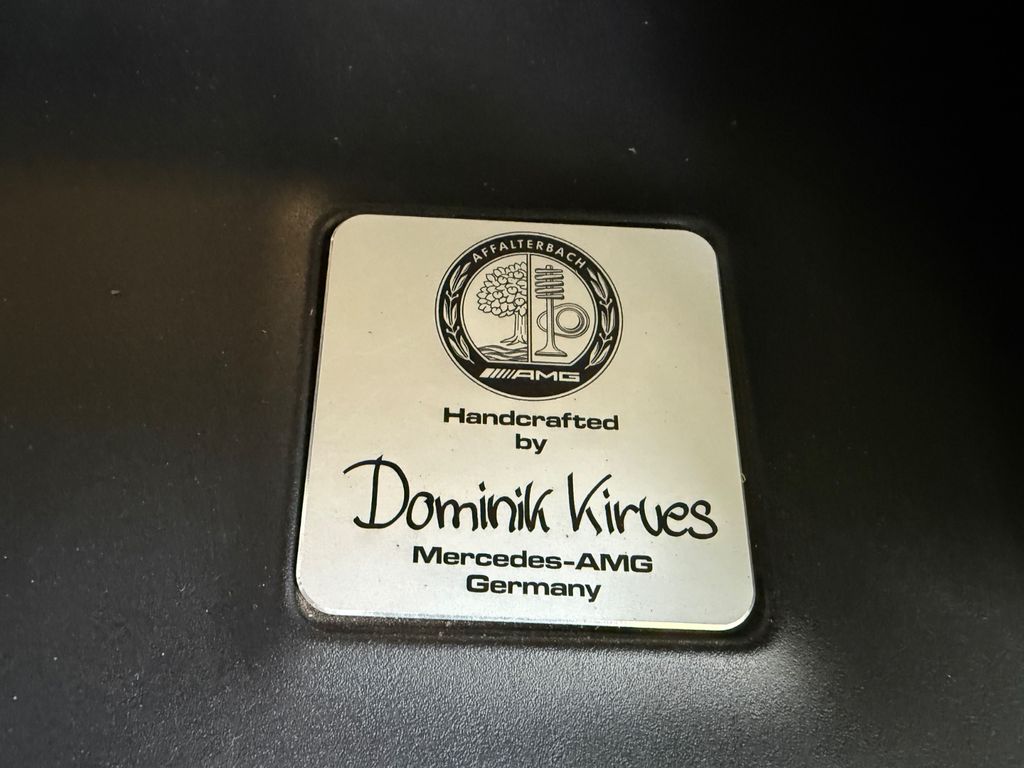 AFFALTERBACH
AMG
Handcrafted
by
Dominik Kirves
Mercedes-AMG
Germany